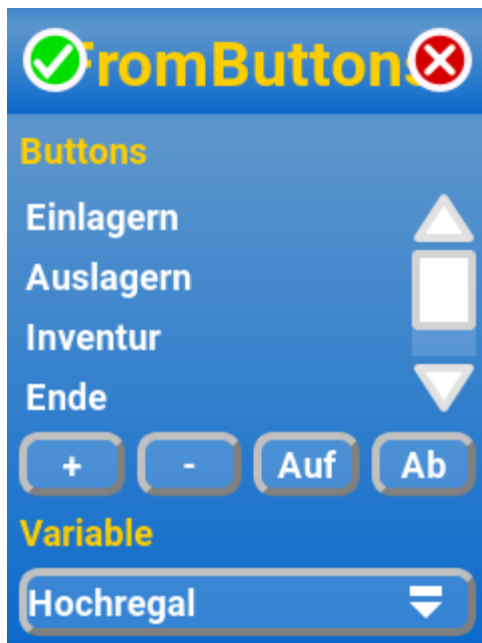 FromButtons
Buttons
Einlagern
Auslagern
Inventur
Ende
+ - Auf Ab
Variable
Hochregal